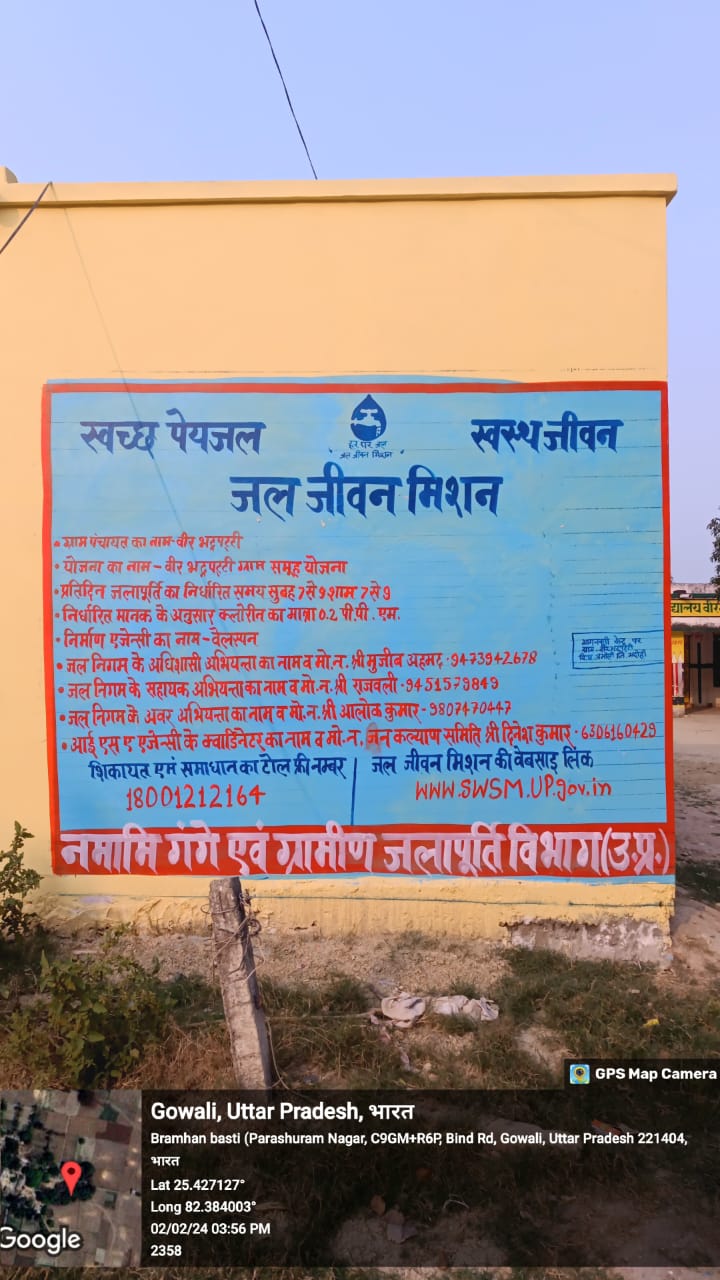 स्वच्छ पेयजल
स्वस्थ जीवन
हर घर जल
जल जीवन मिशन
जल जीवन मिशन
• ग्राम पंचायत का नाम-वीर भद्रपट्टी
• योजना का नाम - वीर भद्रपट्टी ग्राम समूह योजना
• प्रतिदिन जलापूर्ति का निर्धारित समय सुबह 7 से 9 शाम 7 से 9
• निर्धारित मानक के अनुसार क्लोरीन का मात्रा 0.2 पी.पी. एम.
• निर्माण एजेन्सी का नाम - वैलस्पन
• जल निगम के अधिशासी अभियन्ता का नाम व मो.न. श्री मुजीब अहमद - 9473942678
• जल निगम के सहायक अभियन्ता का नाम व मो.न. श्री राजवली - 9451579849
• जल निगम के अवर अभियन्ता का नाम व मो.न. श्री आलोक कुमार - 9807470447
• आई एस ए एजेन्सी के क्वार्डिनेटर का नाम व मो.न. जन कल्याण समिति श्री दिनेश कुमार - 6306160429
शिकायत एमं समाधान का टोल फ्री नम्बर
18001212164
जल जीवन मिशन की वेबसाइ लिंक
WWW.SWSM.UP.gov.in
नमामि गंगे एवं ग्रामीण जलापूर्ति विभाग (उ.प्र.)
GPS Map Camera
Gowali, Uttar Pradesh, भारत
Bramhan basti (Parashuram Nagar, C9GM+R6P, Bind Rd, Gowali, Uttar Pradesh 221404,
भारत
Lat 25.427127°
Long 82.384003°
02/02/24 03:56 PM
2358
Google